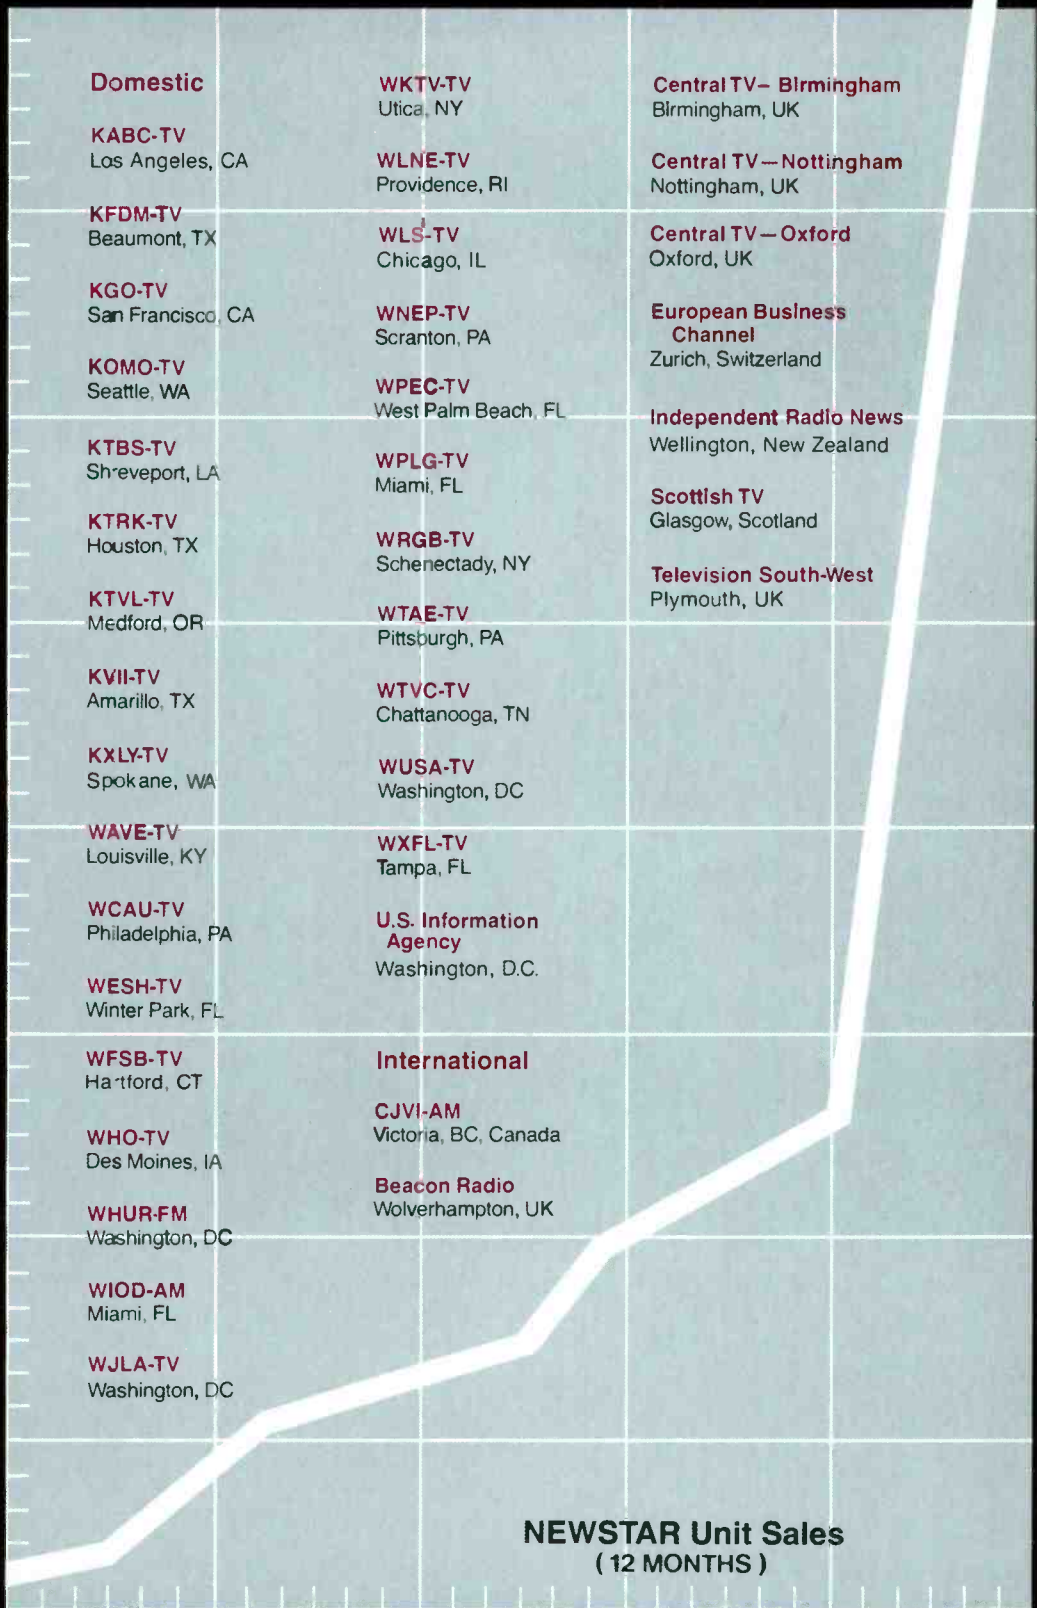 Domestic
KABC-TV
Los Angeles, CA
KFDM-TV
Beaumont, TX
KGO-TV
San Francisco, CA
KOMO-TV
Seattle, WA
KTBS-TV
Shreveport, LA
KTRK-TV
Houston, TX
KTVL-TV
Medford, OR
KVII-TV
Amarillo, TX
KXLY-TV
Spokane, WA
WAVE-TV
Louisville, KY
WCAU-TV
Philadelphia, PA
WESH-TV
Winter Park, FL
WFSB-TV
Hartford, CT
WHO-TV
Des Moines, IA
WHUR-FM
Washington, DC
WIOD-AM
Miami, FL
WJLA-TV
Washington, DC
WKTV-TV
Utica, NY
WLNE-TV
Providence, RI
WLS-TV
Chicago, IL
WNEP-TV
Scranton, PA
WPEC-TV
West Palm Beach, FL
WPLG-TV
Miami, FL
WRGB-TV
Schenectady, NY
WTAE-TV
Pittsburgh, PA
WTVC-TV
Chattanooga, TN
WUSA-TV
Washington, DC
WXFL-TV
Tampa, FL
U.S. Information
Agency
Washington, D.C.
International
CJVI-AM
Victoria, BC, Canada
Beacon Radio
Wolverhampton, UK
Central TV– Birmingham
Birmingham, UK
Central TV—Nottingham
Nottingham, UK
Central TV—Oxford
Oxford, UK
European Business
Channel
Zurich, Switzerland
Independent Radio News
Wellington, New Zealand
Scottish TV
Glasgow, Scotland
Television South-West
Plymouth, UK
NEWSTAR Unit Sales
( 12 MONTHS )